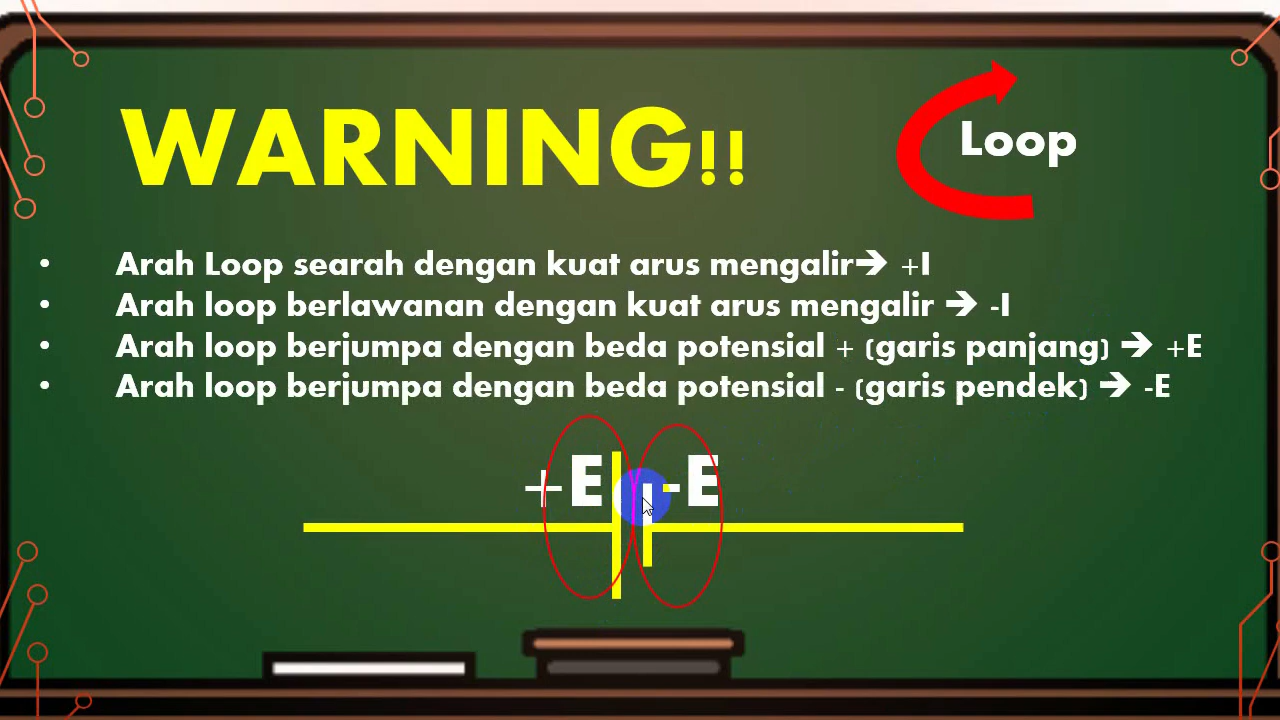 WARNING!!
Loop
• Arah Loop searah dengan kuat arus mengalir➔ +I
• Arah loop berlawanan dengan kuat arus mengalir ➔ -I
• Arah loop berjumpa dengan beda potensial + (garis panjang) ➔ +E
• Arah loop berjumpa dengan beda potensial - (garis pendek) ➔ -E
+E -E